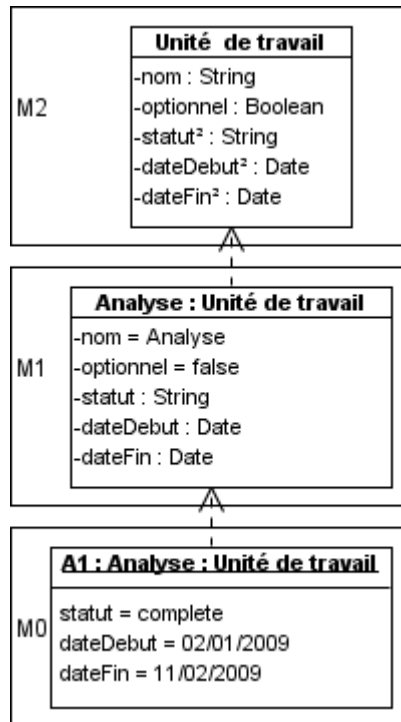 Unité de travail
-nom : String
-optionnel : Boolean
M2
-statut² : String
-dateDebut² : Date
-dateFin² : Date
Analyse : Unité de travail
-nom = Analyse
-optionnel = false
M1
-statut : String
-dateDebut : Date
-dateFin : Date
A1 : Analyse : Unité de travail
statut = complete
M0
dateDebut = 02/01/2009
dateFin = 11/02/2009